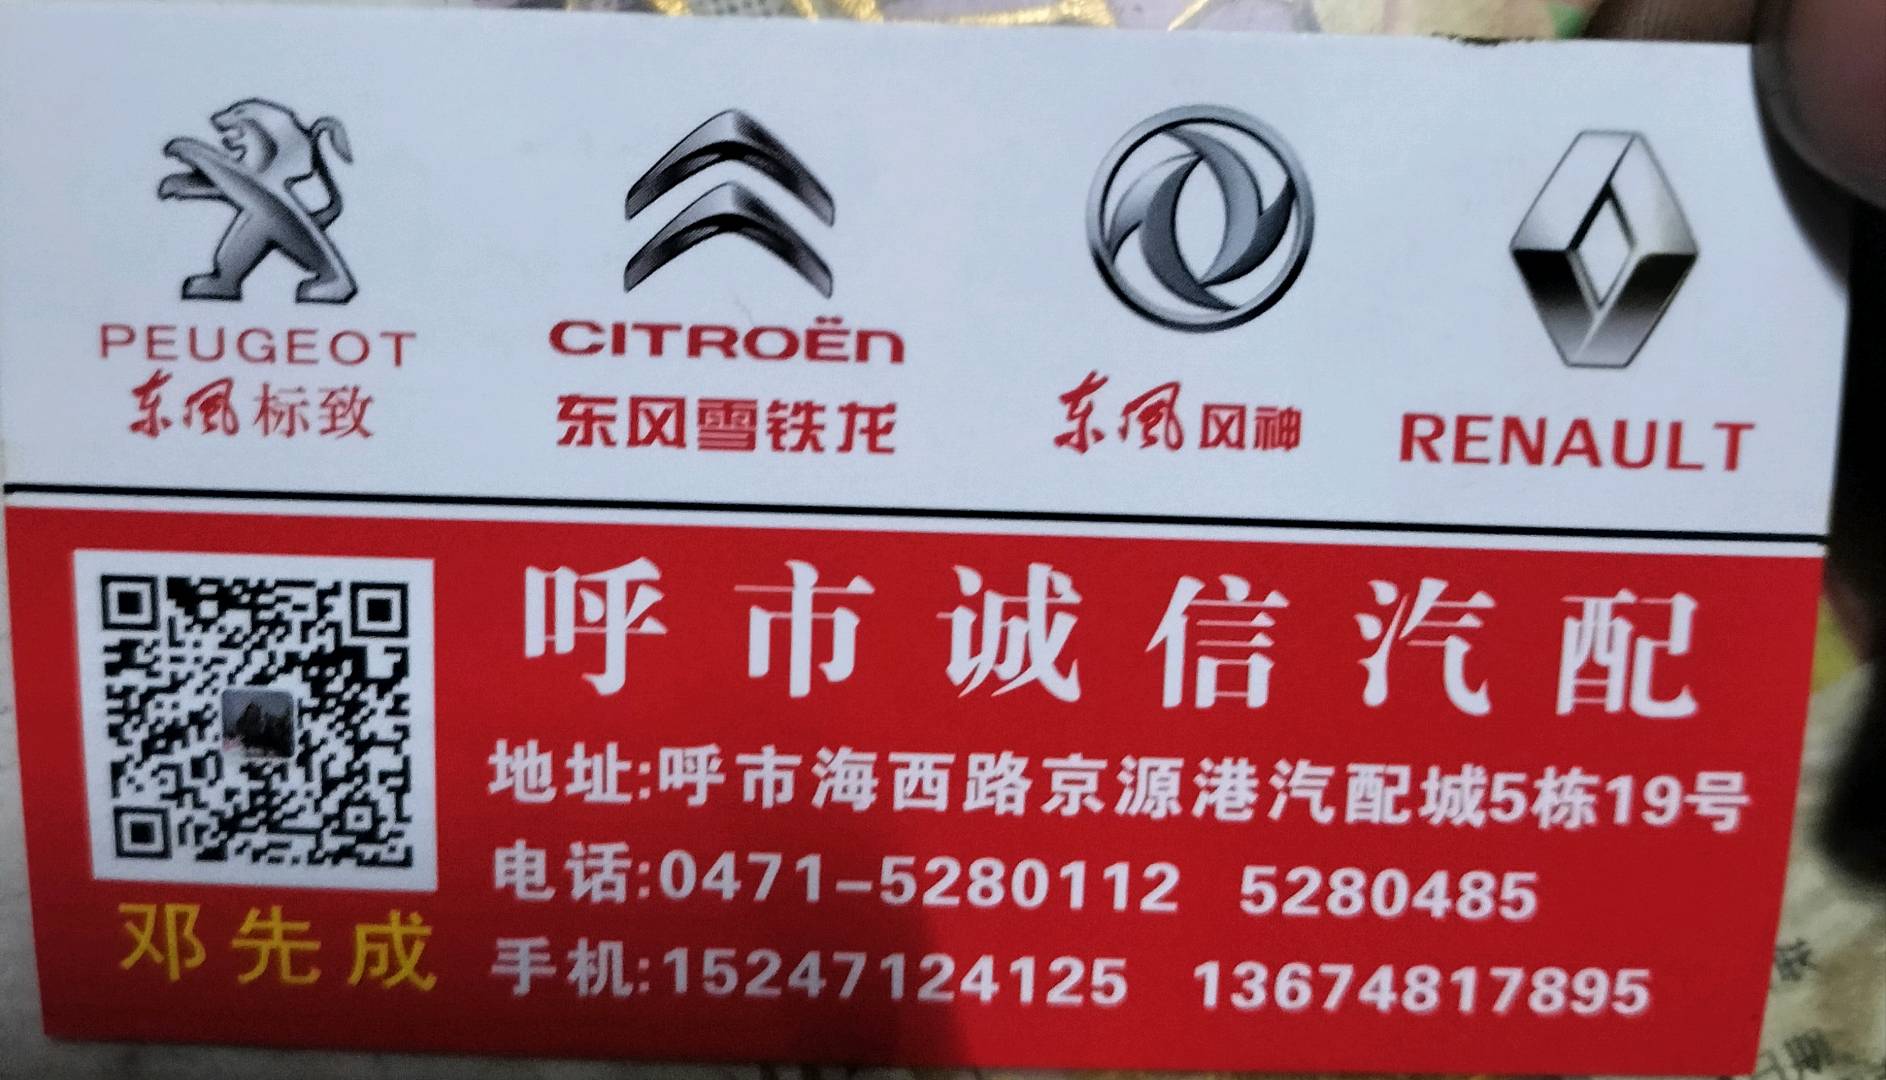 PEUGEOT CITROËN
东风标致 东风雪铁龙 东風风神 RENAULT
呼市诚信汽配
地址:呼市海西路京源港汽配城5栋19号
电话:0471-5280112 5280485
邓先成 手机:15247124125 13674817895